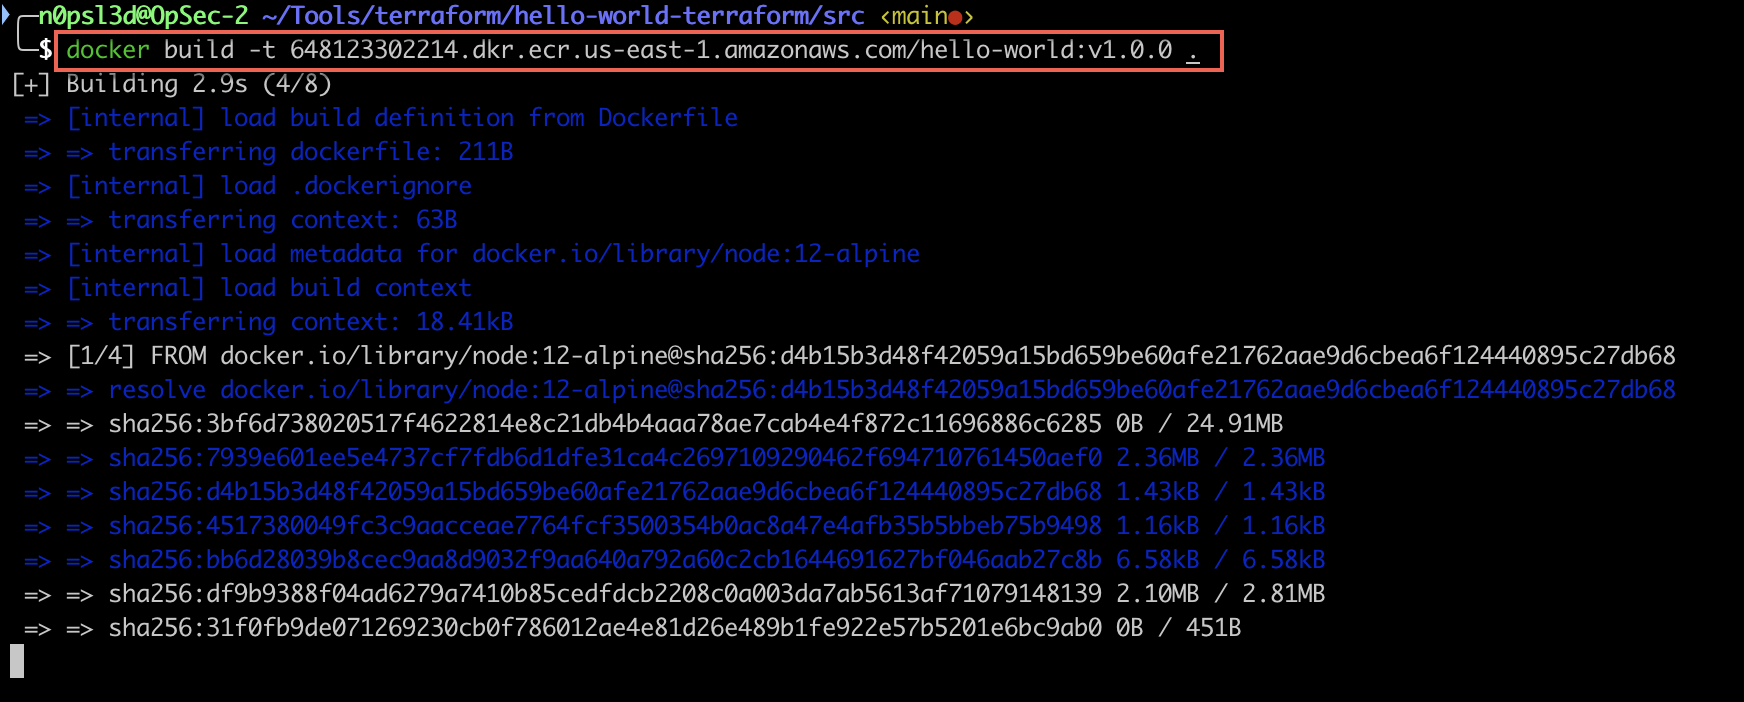 n0psl3d@OpSec-2 ~/Tools/terraform/hello-world-terraform/src ‹main●›
$ docker build -t 648123302214.dkr.ecr.us-east-1.amazonaws.com/hello-world:v1.0.0 .
[+] Building 2.9s (4/8)
=> [internal] load build definition from Dockerfile
=> => transferring dockerfile: 211B
=> [internal] load .dockerignore
=> => transferring context: 63B
=> [internal] load metadata for docker.io/library/node:12-alpine
=> [internal] load build context
=> => transferring context: 18.41kB
=> [1/4] FROM docker.io/library/node:12-alpine@sha256:d4b15b3d48f42059a15bd659be60afe21762aae9d6cbea6f124440895c27db68
=> => resolve docker.io/library/node:12-alpine@sha256:d4b15b3d48f42059a15bd659be60afe21762aae9d6cbea6f124440895c27db68
=> => sha256:3bf6d738020517f4622814e8c21db4b4aaa78ae7cab4e4f872c11696886c6285 0B / 24.91MB
=> => sha256:7939e601ee5e4737cf7fdb6d1dfe31ca4c2697109290462f694710761450aef0 2.36MB / 2.36MB
=> => sha256:d4b15b3d48f42059a15bd659be60afe21762aae9d6cbea6f124440895c27db68 1.43kB / 1.43kB
=> => sha256:4517380049fc3c9aacceae7764fcf3500354b0ac8a47e4afb35b5bbeb75b9498 1.16kB / 1.16kB
=> => sha256:bb6d28039b8cec9aa8d9032f9aa640a792a60c2cb1644691627bf046aab27c8b 6.58kB / 6.58kB
=> => sha256:df9b9388f04ad6279a7410b85cedfdcb2208c0a003da7ab5613af71079148139 2.10MB / 2.81MB
=> => sha256:31f0fb9de071269230cb0f786012ae4e81d26e489b1fe922e57b5201e6bc9ab0 0B / 451B